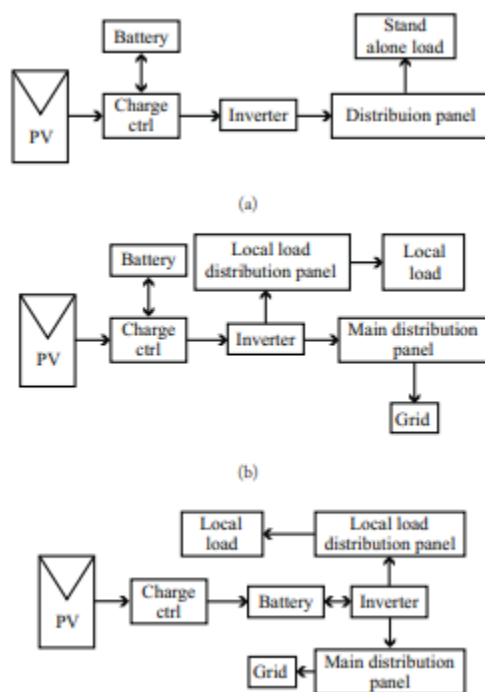 Battery
Stand
alone load
PV
Charge
ctrl
Inverter
Distribuion panel
(a)
Battery
Local load
distribution panel
Local
load
PV
Charge
ctrl
Inverter
Main distribution
panel
Grid
(b)
Local
load
Local load
distribution panel
PV
Charge
ctrl
Battery
Inverter
Grid
Main distribution
panel